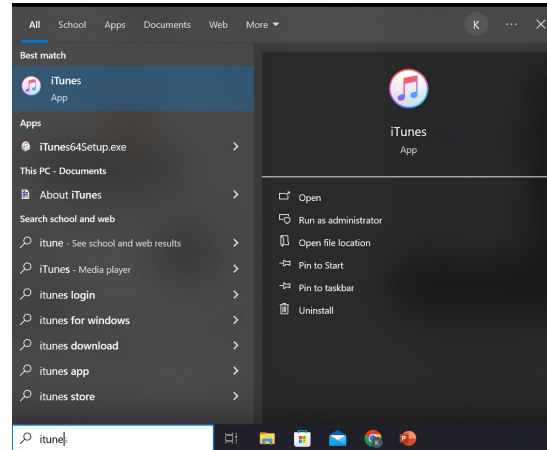 All School Apps Documents Web More K ...
Best match
iTunes
App
Apps
iTunes64Setup.exe
This PC - Documents
About iTunes
Search school and web
itune - See school and web results
iTunes - Media player
itunes login
itunes for windows
itunes download
itunes app
itunes store
itunes
iTunes
App
Open
Run as administrator
Open file location
Pin to Start
Pin to taskbar
Uninstall